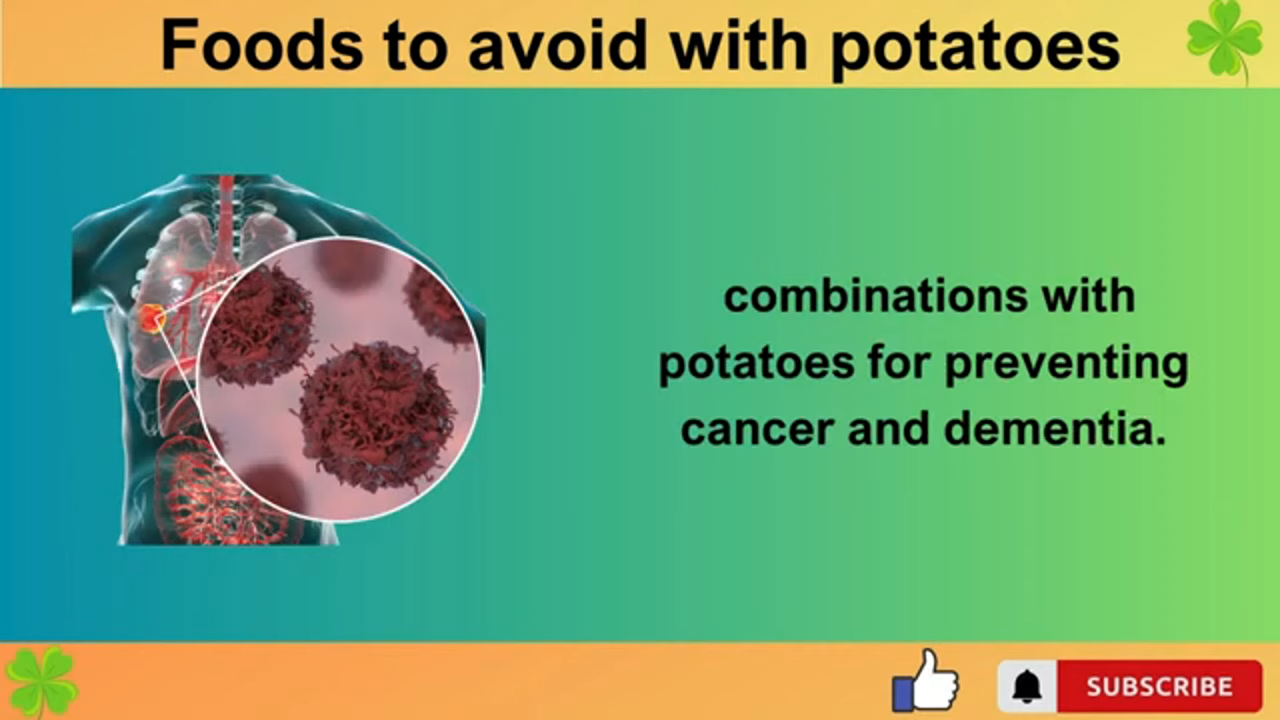 Foods to avoid with potatoes
combinations with
potatoes for preventing
cancer and dementia.
SUBSCRIBE